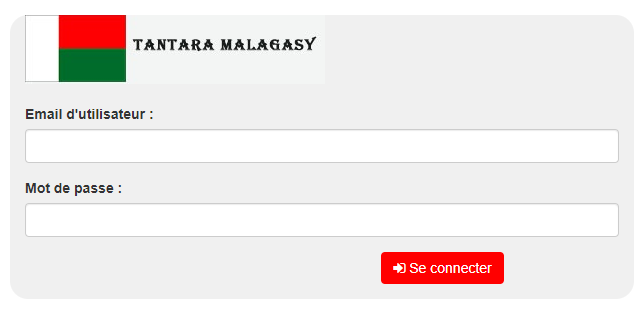 TANTARA MALAGASY
Email d'utilisateur :
Mot de passe :
Se connecter